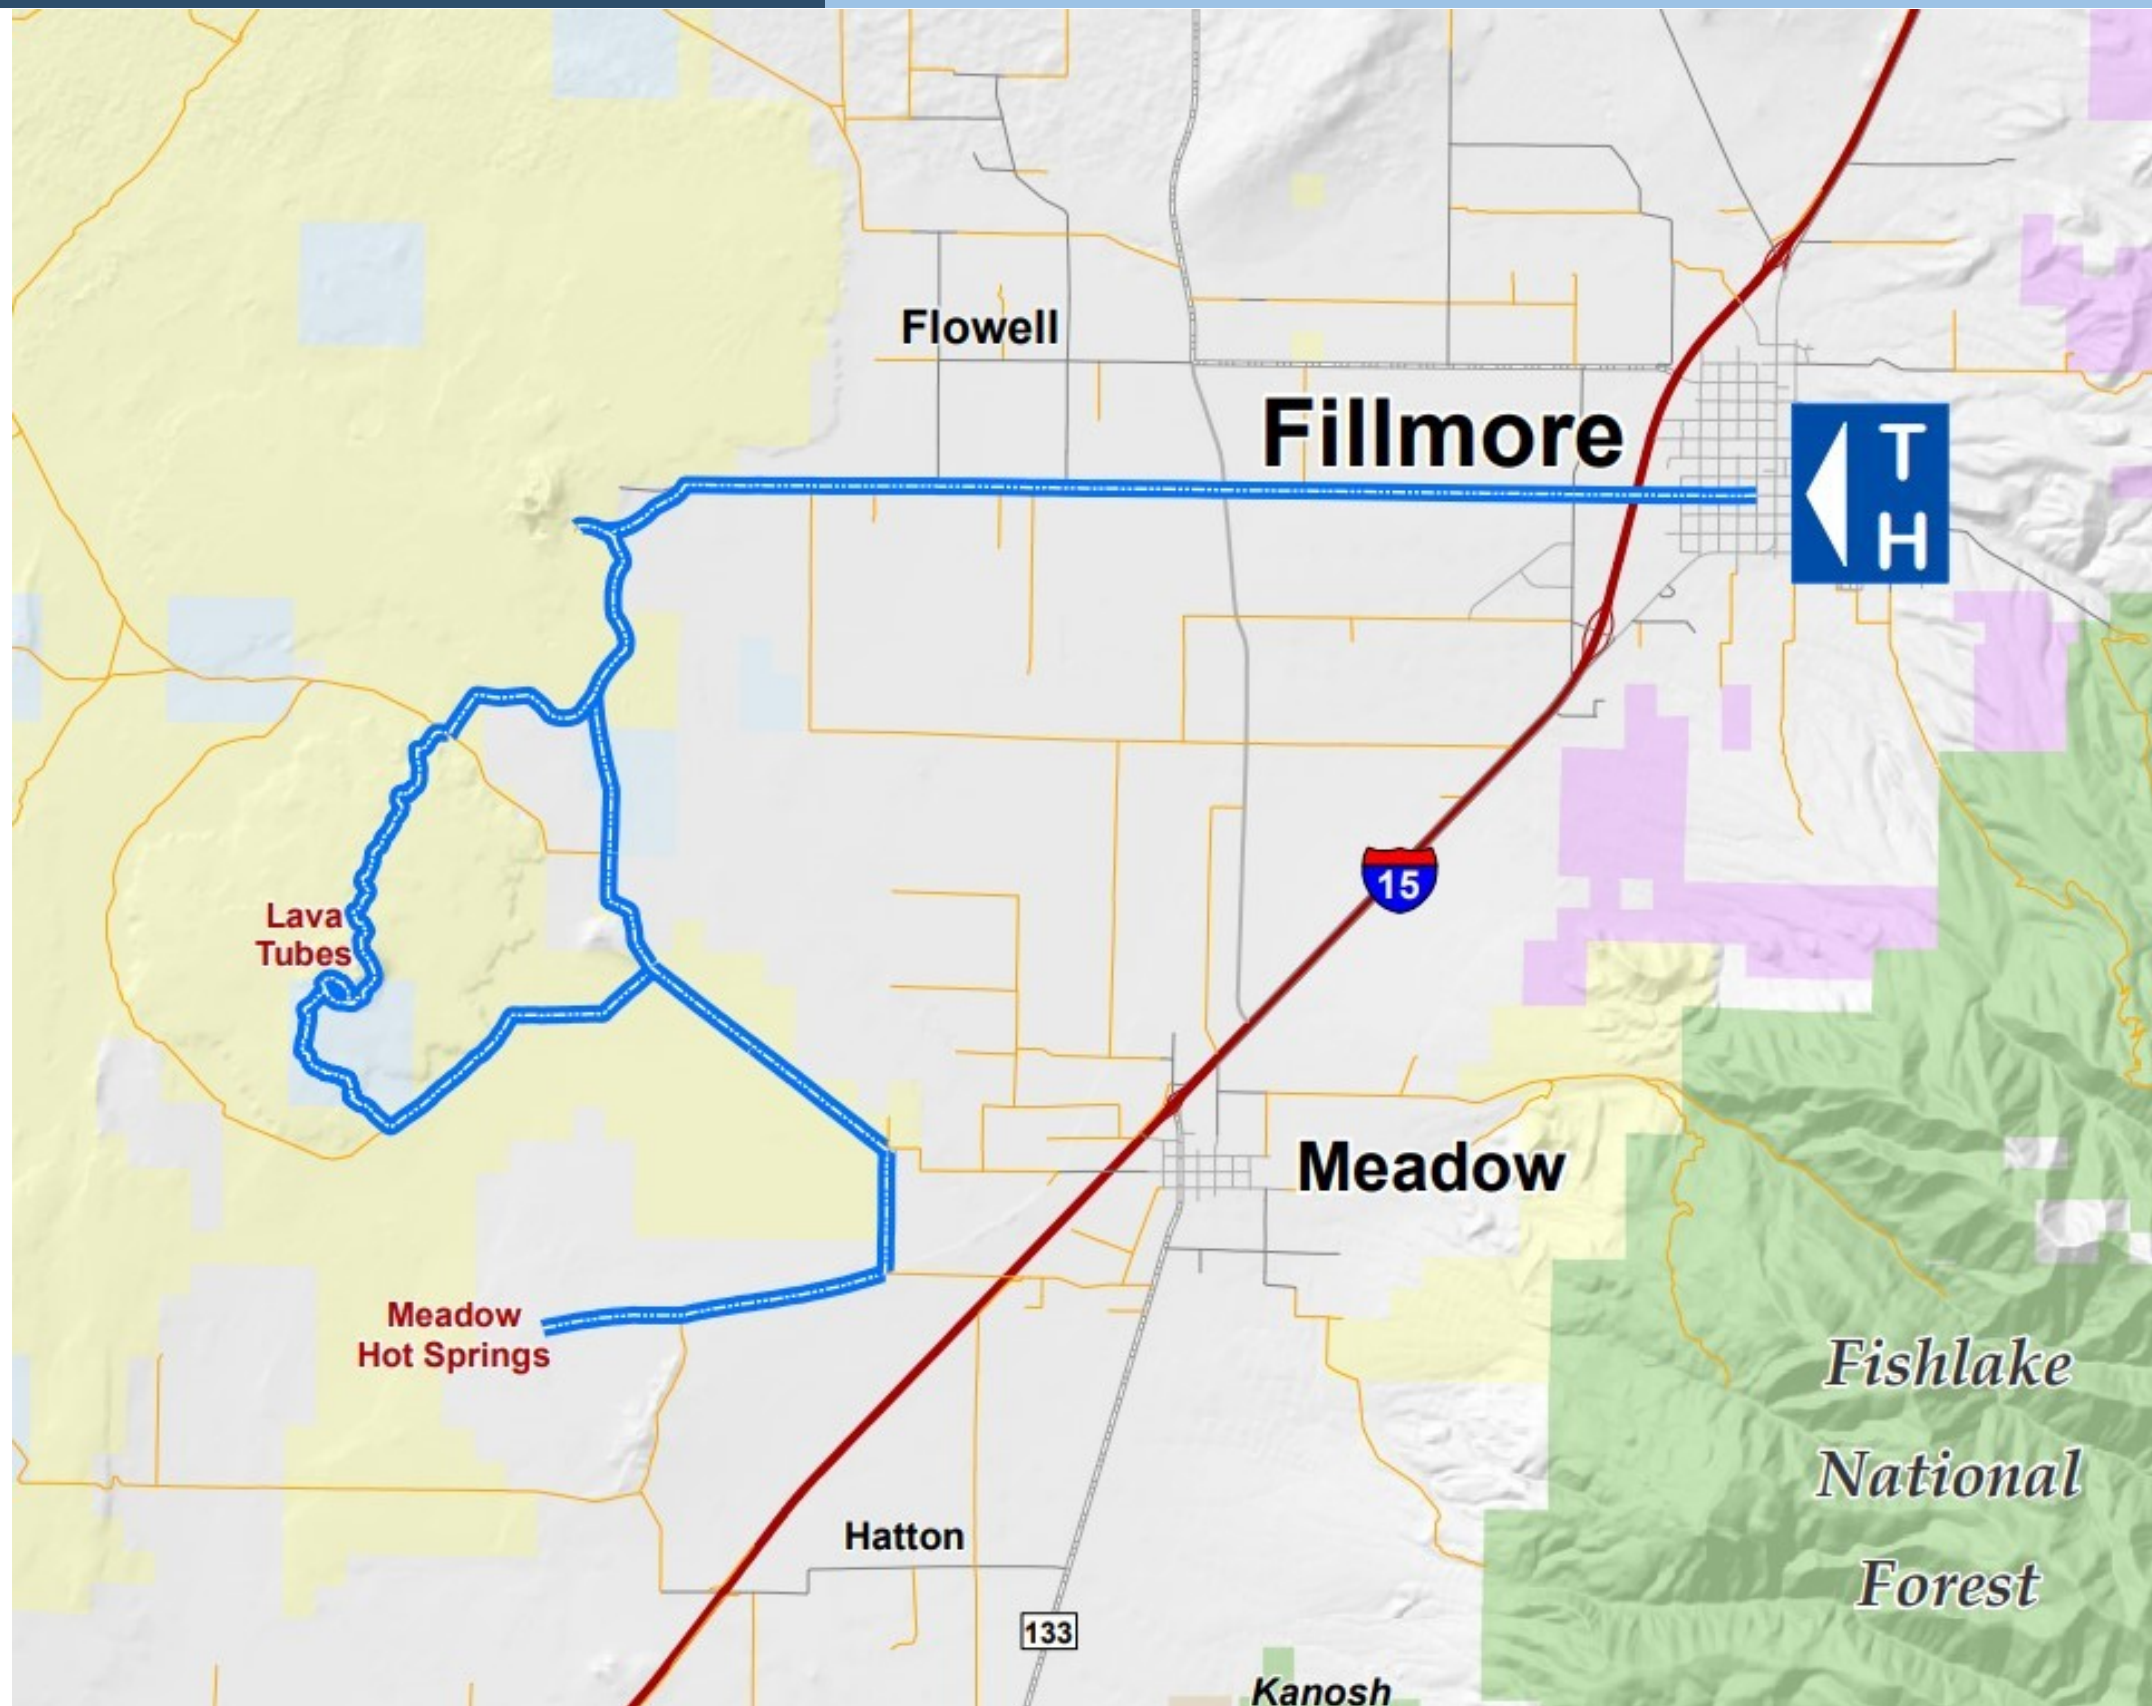 Flowell
Fillmore
T
H
15
Lava
Tubes
Meadow
Meadow
Hot Springs
Fishlake
National
Forest
Hatton
133
Kanosh